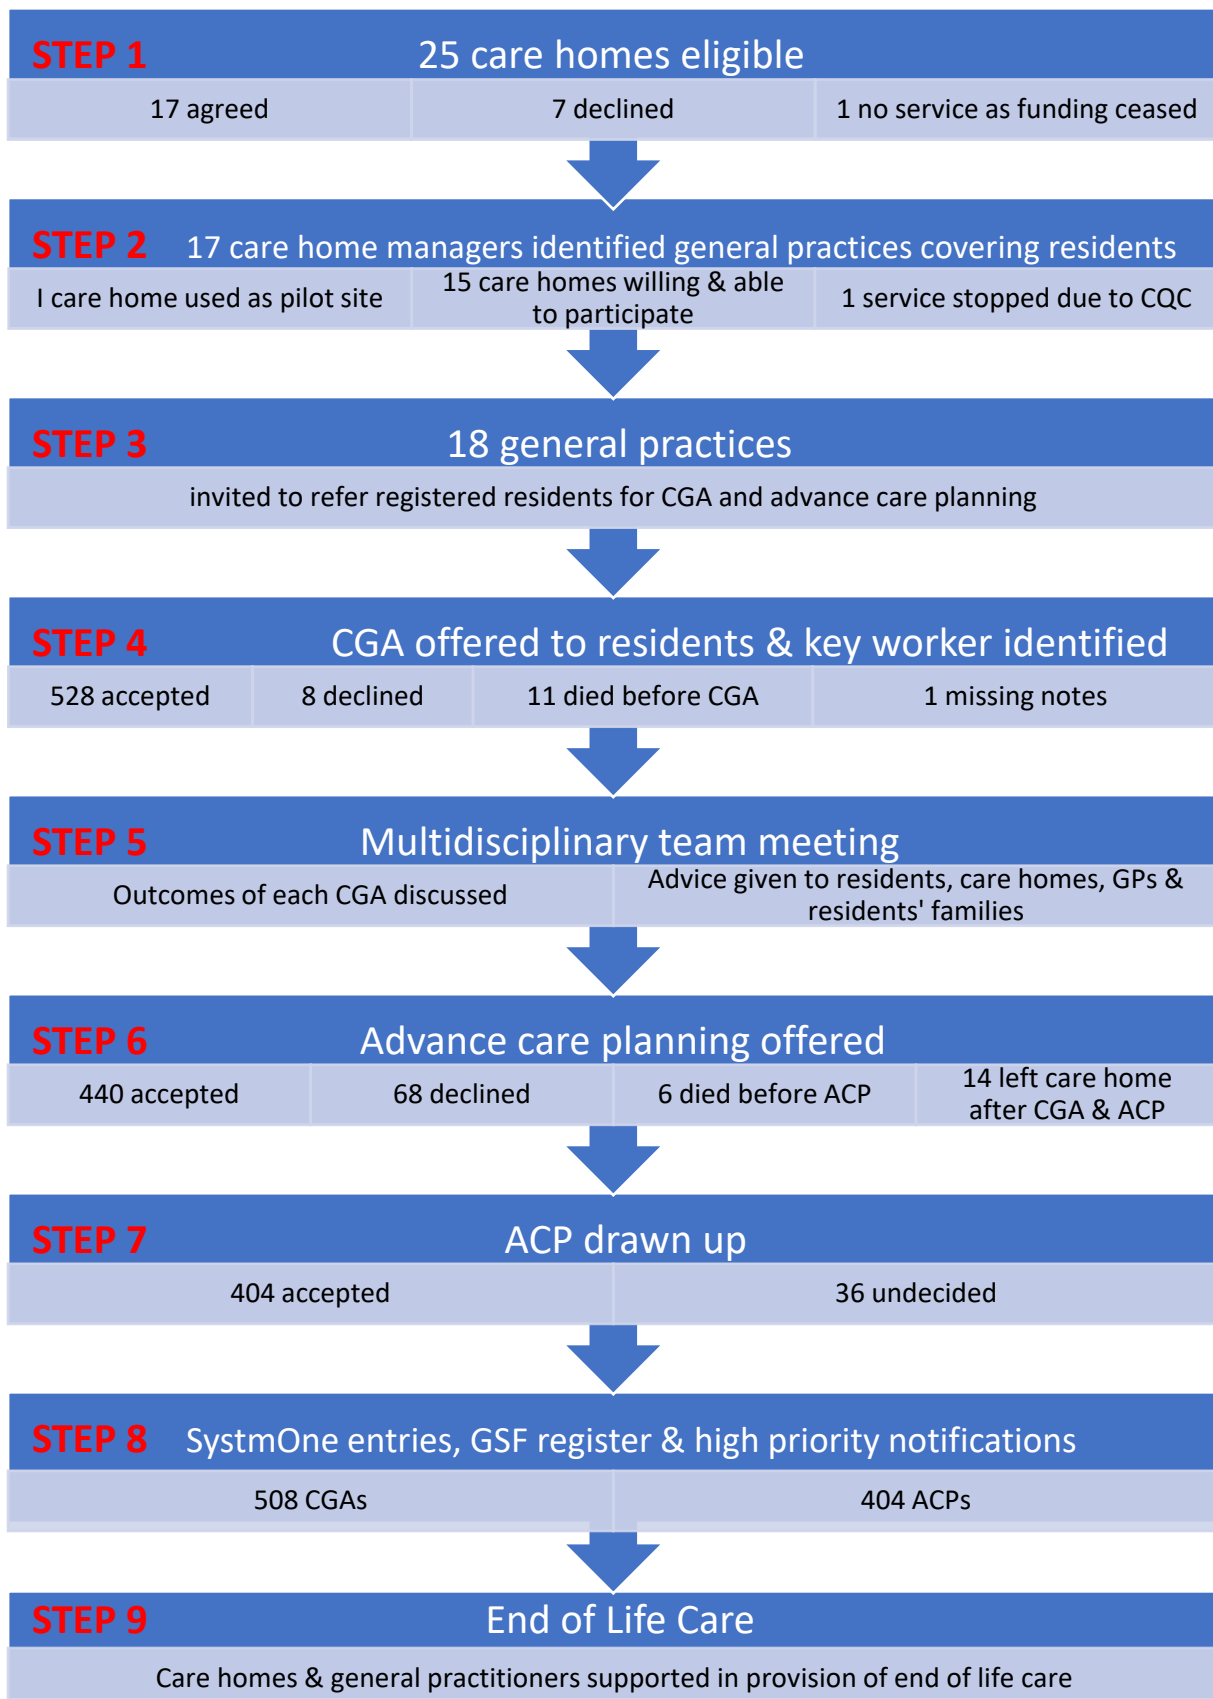 STEP 1 25 care homes eligible
17 agreed 7 declined 1 no service as funding ceased
STEP 2 17 care home managers identified general practices covering residents
I care home used as pilot site
15 care homes willing & able
to participate
1 service stopped due to CQC
STEP 3 18 general practices
invited to refer registered residents for CGA and advance care planning
STEP 4 CGA offered to residents & key worker identified
528 accepted 8 declined 11 died before CGA 1 missing notes
STEP 5 Multidisciplinary team meeting
Outcomes of each CGA discussed
Advice given to residents, care homes, GPs &
residents' families
STEP 6 Advance care planning offered
440 accepted 68 declined 6 died before ACP
14 left care home
after CGA & ACP
STEP 7 ACP drawn up
404 accepted 36 undecided
STEP 8 SystmOne entries, GSF register & high priority notifications
508 CGAs 404 ACPs
STEP 9 End of Life Care
Care homes & general practitioners supported in provision of end of life care